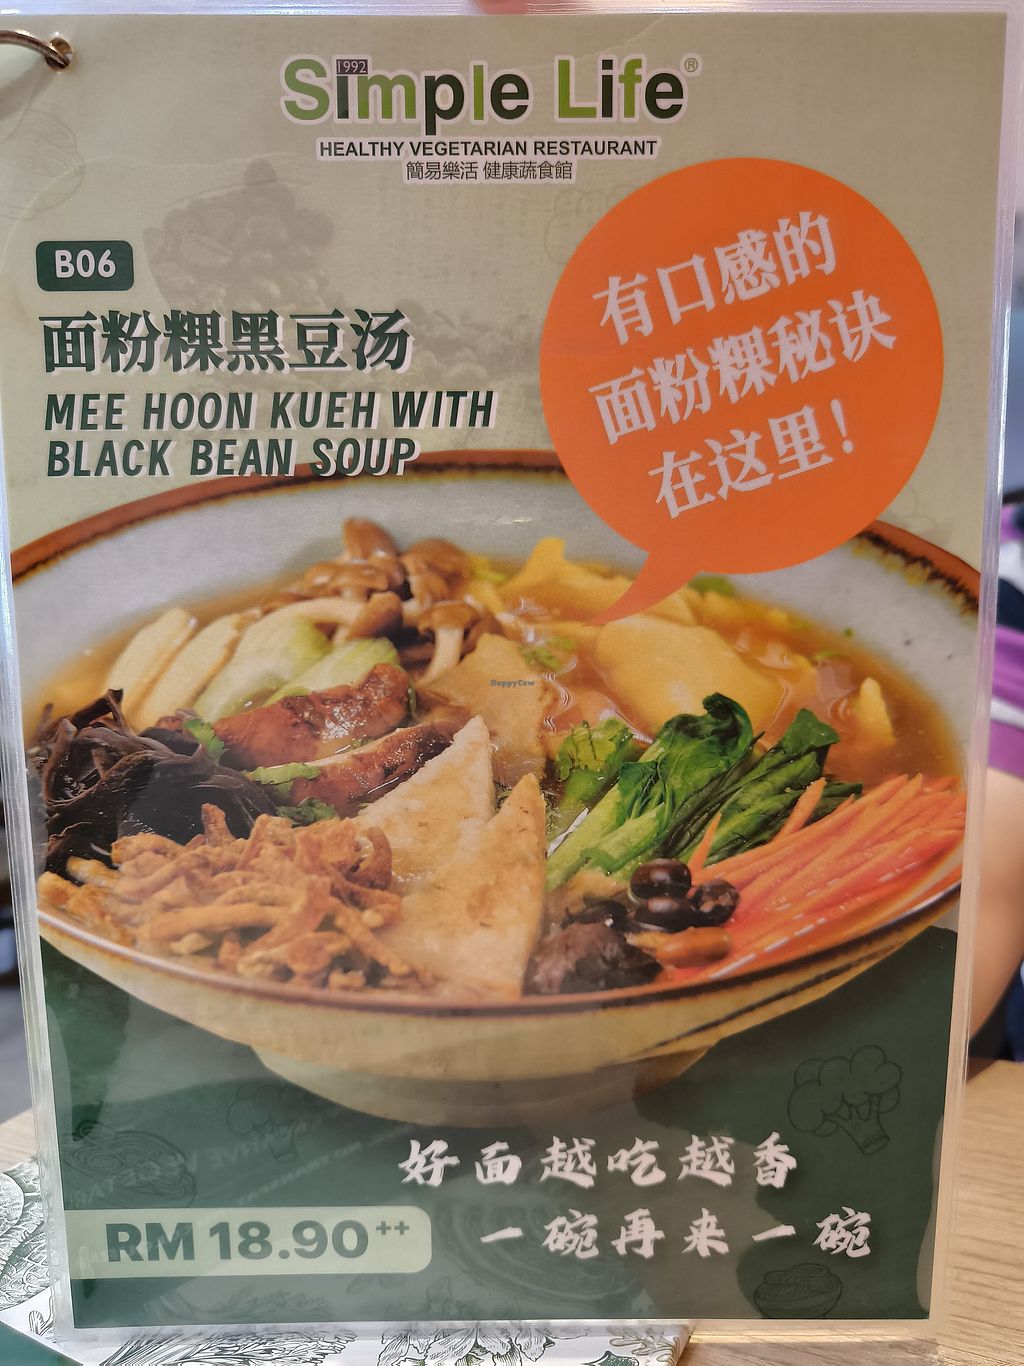 1992
Simple Life®
HEALTHY VEGETARIAN RESTAURANT
簡易樂活 健康蔬食館
B06
面粉粿黑豆汤
MEE HOON KUEH WITH
BLACK BEAN SOUP
有口感的
面粉粿秘诀
在这里！
HappyCow
好面越吃越香
一碗再来一碗
RM 18.90++